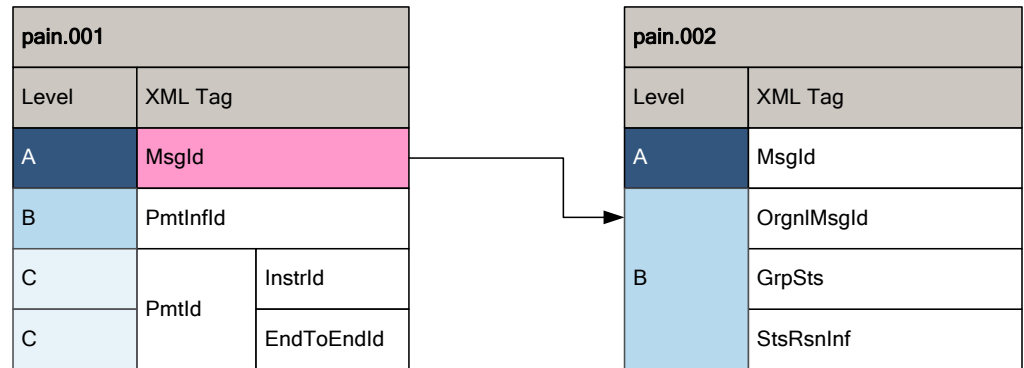 pain.001
Level XML Tag
A MsgId
B PmtInfId
C PmtId InstrId
C EndToEndId
pain.002
Level XML Tag
A MsgId
B OrgnlMsgId
GrpSts
StsRsnInf